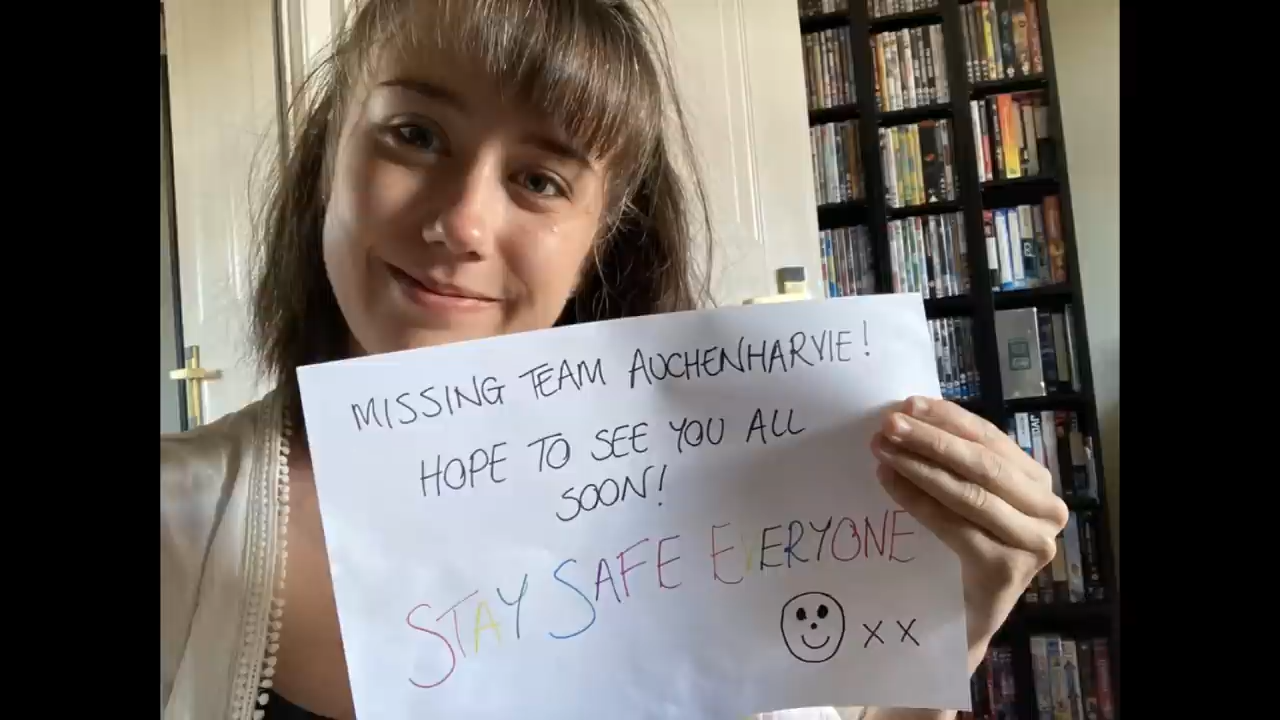 MISSING TEAM AUCHENHARVIE!
HOPE TO SEE YOU ALL
SOON!
STAY SAFE EVERYONE
XX